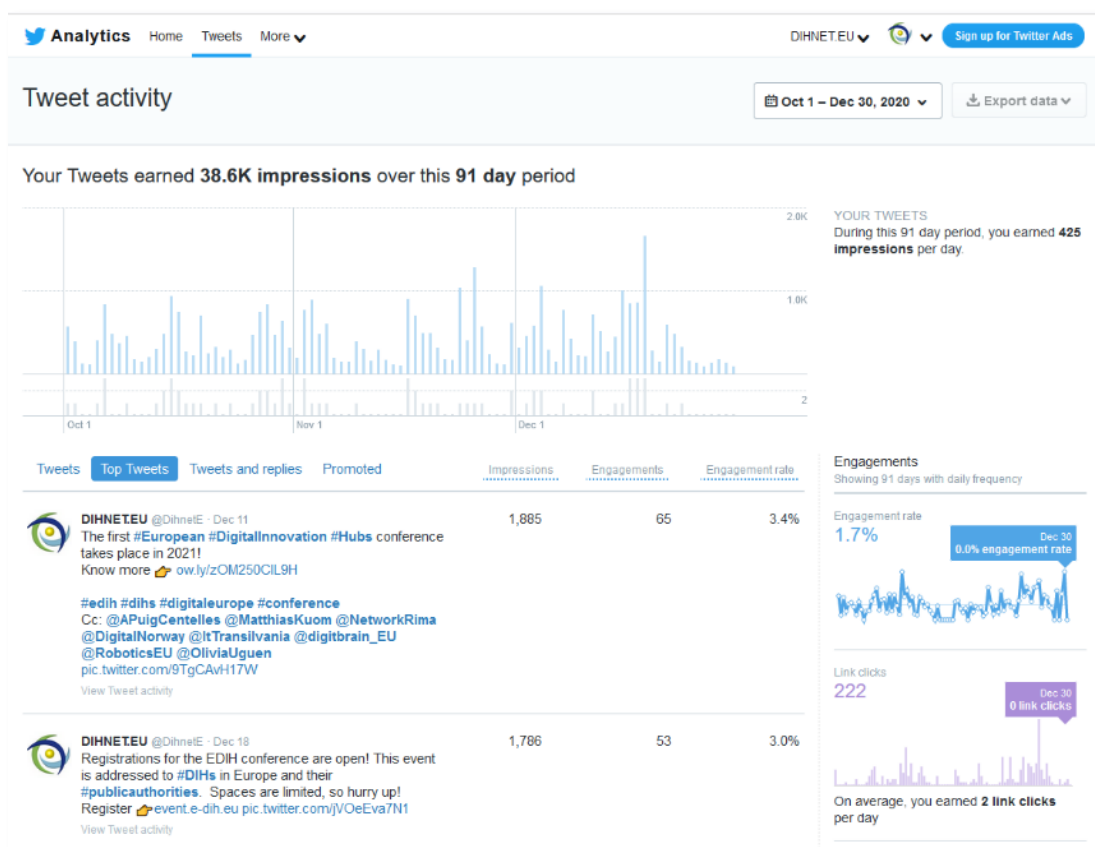 Analytics Home Tweets More DIHNET.EU Sign up for Twitter Ads
Tweet activity
Oct 1 – Dec 30, 2020 Export data
Your Tweets earned 38.6K impressions over this 91 day period
2.0K
1.0K
2
Oct 1 Nov 1 Dec 1
YOUR TWEETS
During this 91 day period, you earned 425
impressions per day.
Tweets Top Tweets Tweets and replies Promoted Impressions Engagements Engagement rate
DIHNET.EU @DihnetE · Dec 11 1,885 65 3.4%
The first #European #DigitalInnovation #Hubs conference
takes place in 2021!
Know more 👉 ow.ly/zOM250ClL9H
#edih #dihs #digitaleurope #conference
Cc: @APuigCentelles @MatthiasKuom @NetworkRima
@DigitalNorway @ItTransilvania @digitbrain_EU
@RoboticsEU @OliviaUguen
pic.twitter.com/9TgCAvH17W
View Tweet activity
DIHNET.EU @DihnetE · Dec 18 1,786 53 3.0%
Registrations for the EDIH conference are open! This event
is addressed to #DIHs in Europe and their
#publicauthorities. Spaces are limited, so hurry up!
Register 👉event.e-dih.eu pic.twitter.com/jVOeEva7N1
View Tweet activity
Engagements
Showing 91 days with daily frequency
Engagement rate
1.7%
Dec 30
0.0% engagement rate
Link clicks
222
Dec 30
0 link clicks
On average, you earned 2 link clicks
per day